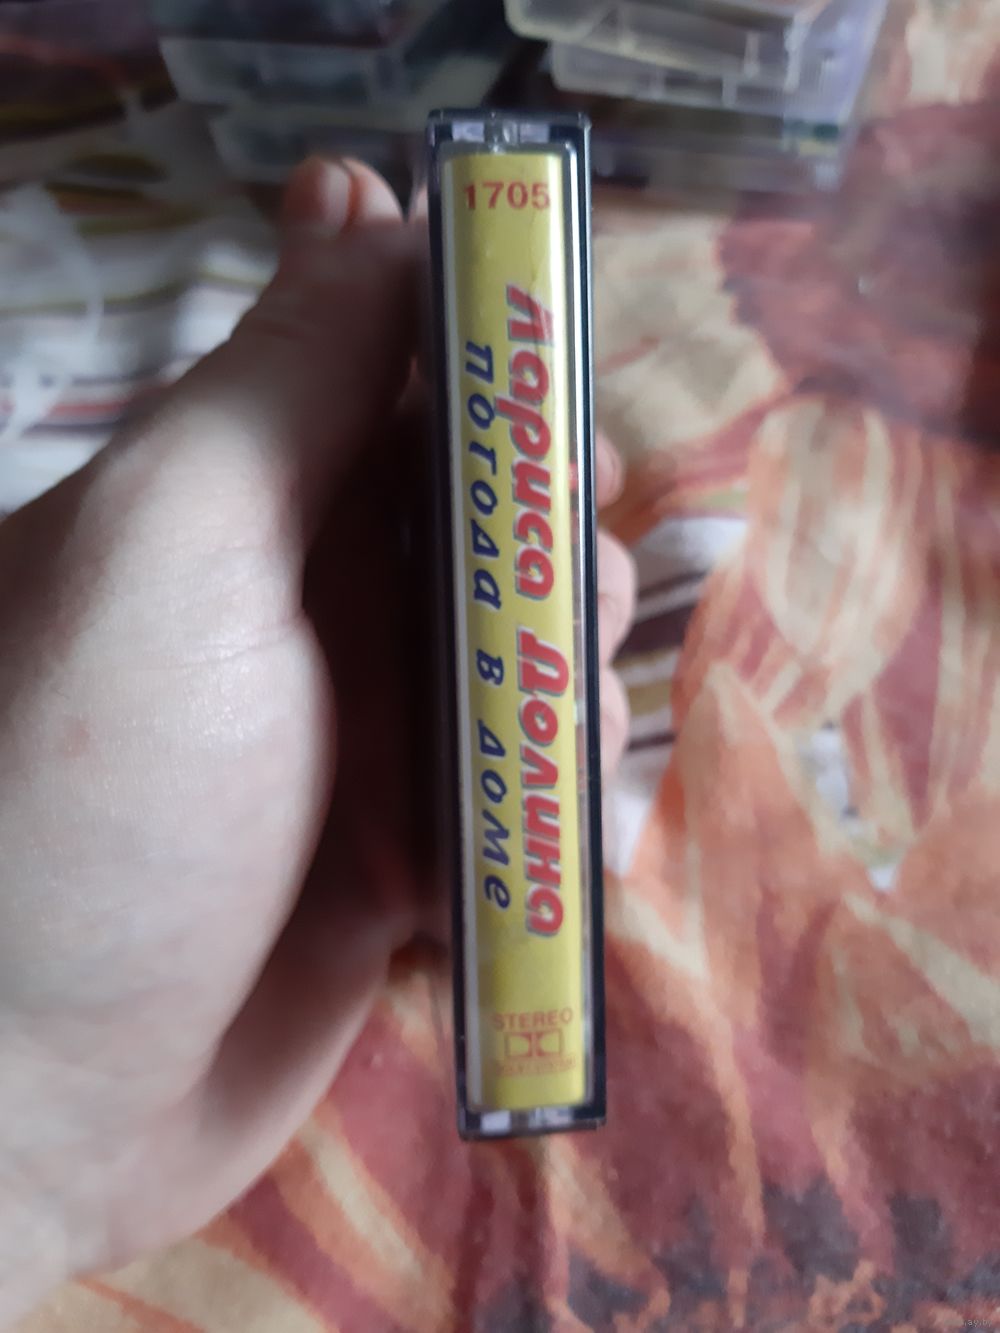 1705
Лариса Долина
погода в доме
STEREO